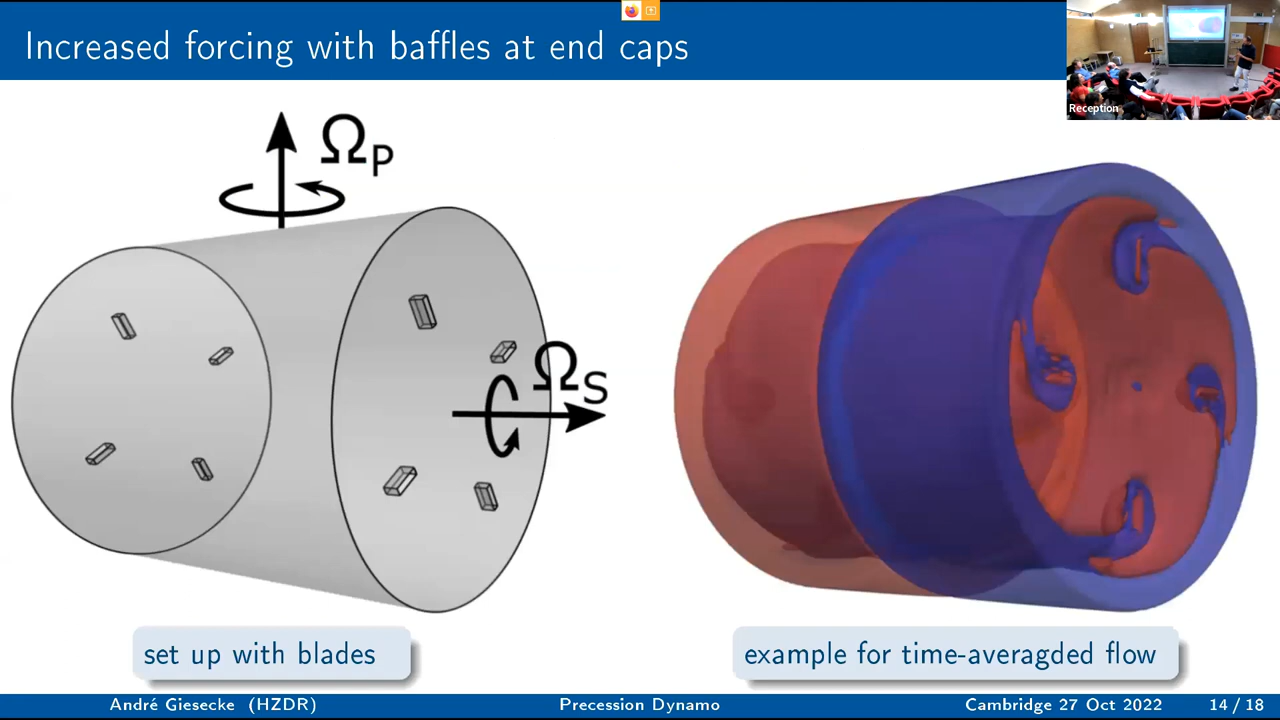 Increased forcing with baffles at end caps
Reception
Ω_P
Ω_S
set up with blades
example for time-averagded flow
André Giesecke (HZDR)
Precession Dynamo
Cambridge 27 Oct 2022
14 / 18